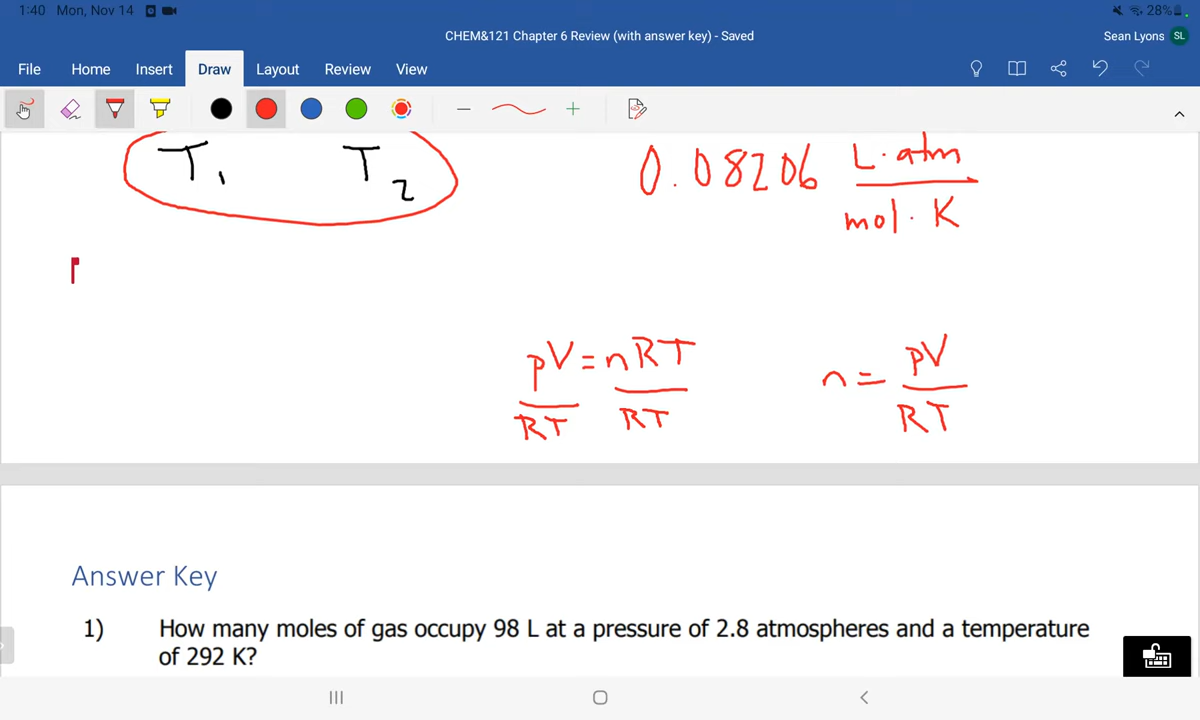 1:40 Mon, Nov 14
28%
CHEM&121 Chapter 6 Review (with answer key) - Saved
Sean Lyons SL
File Home Insert Draw Layout Review View
T₁ T₂
0.08206 L·atm
mol·K
pV = nRT
RT RT
n = pV
RT
Answer Key
1) How many moles of gas occupy 98 L at a pressure of 2.8 atmospheres and a temperature
of 292 K?